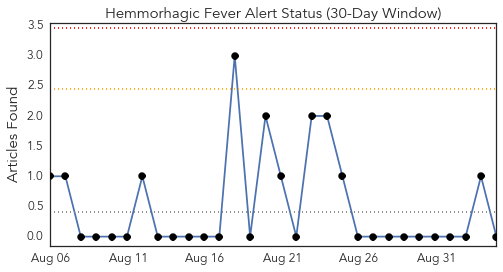 Hemmorhagic Fever Alert Status (30-Day Window)
Articles Found
3.5
3.0
2.5
2.0
1.5
1.0
0.5
0.0
Aug 06 Aug 11 Aug 16 Aug 21 Aug 26 Aug 31